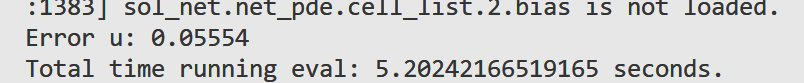 :1383] sol_net.net_pde.cell_list.2.bias is not loaded.
Error u: 0.05554
Total time running eval: 5.20242166519165 seconds.